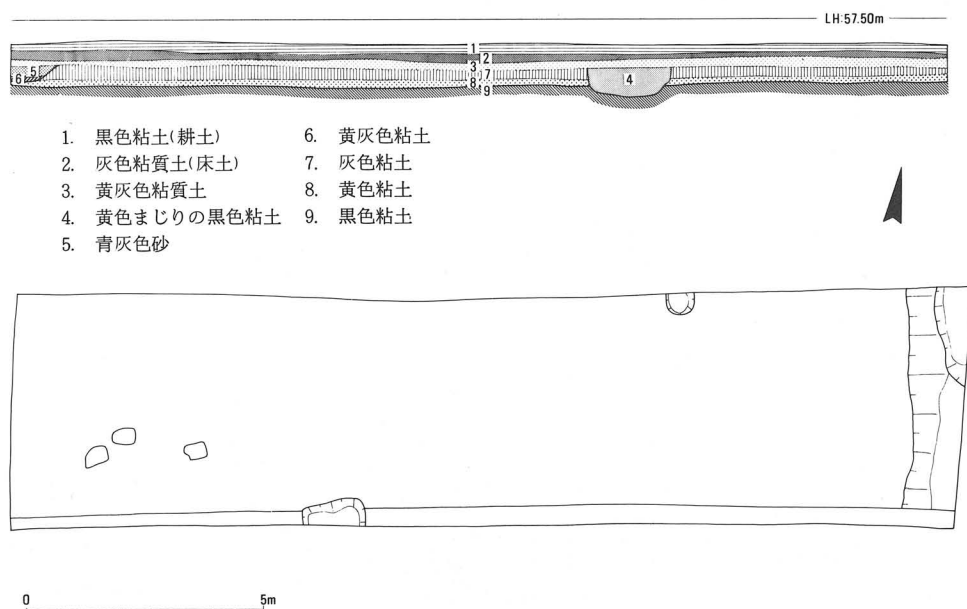 LH:57.50m
1
2
3
4
5
6
7
8
9
1. 黒色粘土(耕土)
2. 灰色粘質土(床土)
3. 黄灰色粘質土
4. 黄色まじりの黒色粘土
5. 青灰色砂
6. 黄灰色粘土
7. 灰色粘土
8. 黄色粘土
9. 黒色粘土
0 5m